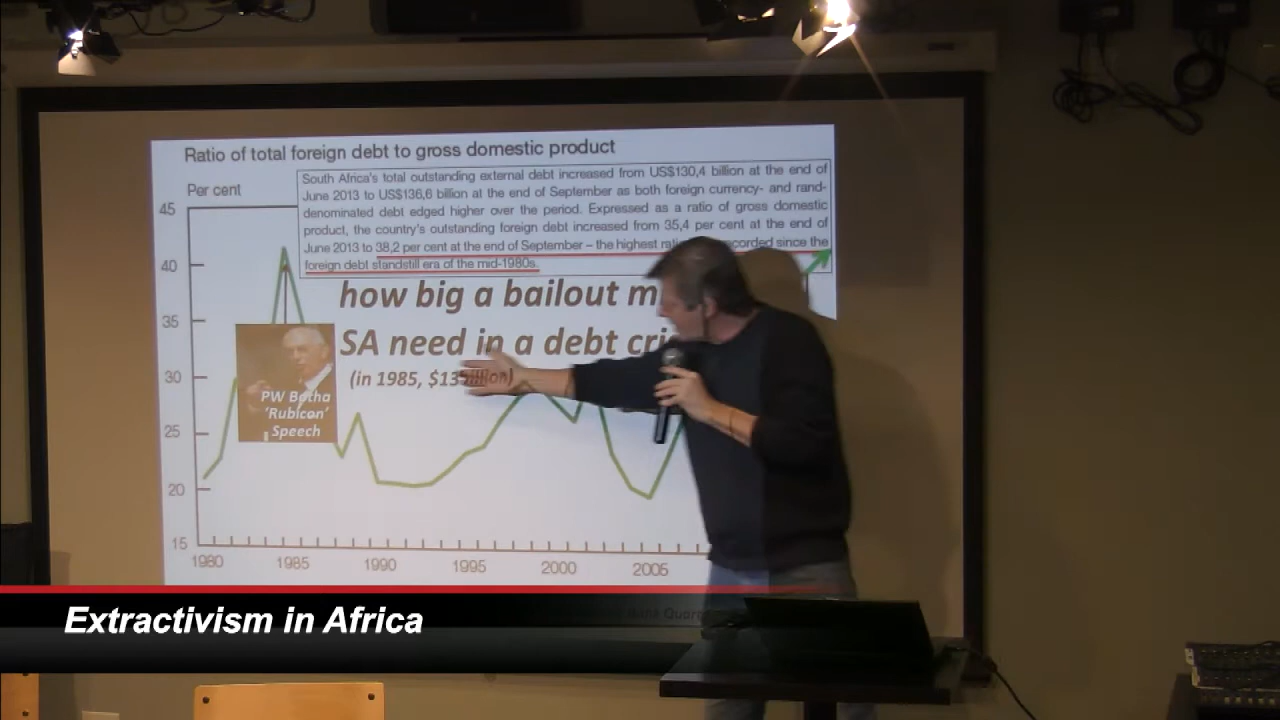 Ratio of total foreign debt to gross domestic product
Per cent
South Africa's total outstanding external debt increased from US$130,4 billion at the end of
June 2013 to US$136,6 billion at the end of September as both foreign currency- and rand-
denominated debt edged higher over the period. Expressed as a ratio of gross domestic
product, the country's outstanding foreign debt increased from 35,4 per cent at the end of
June 2013 to 38,2 per cent at the end of September – the highest since the
foreign debt standstill era of the mid-1980s.
45
40
35
30
25
20
15
how big a bailout
SA need in a debt
(in 1985,
PW Botha
'Rubicon'
Speech
1980 1985 1990 1995 2000 2005
Extractivism in Africa